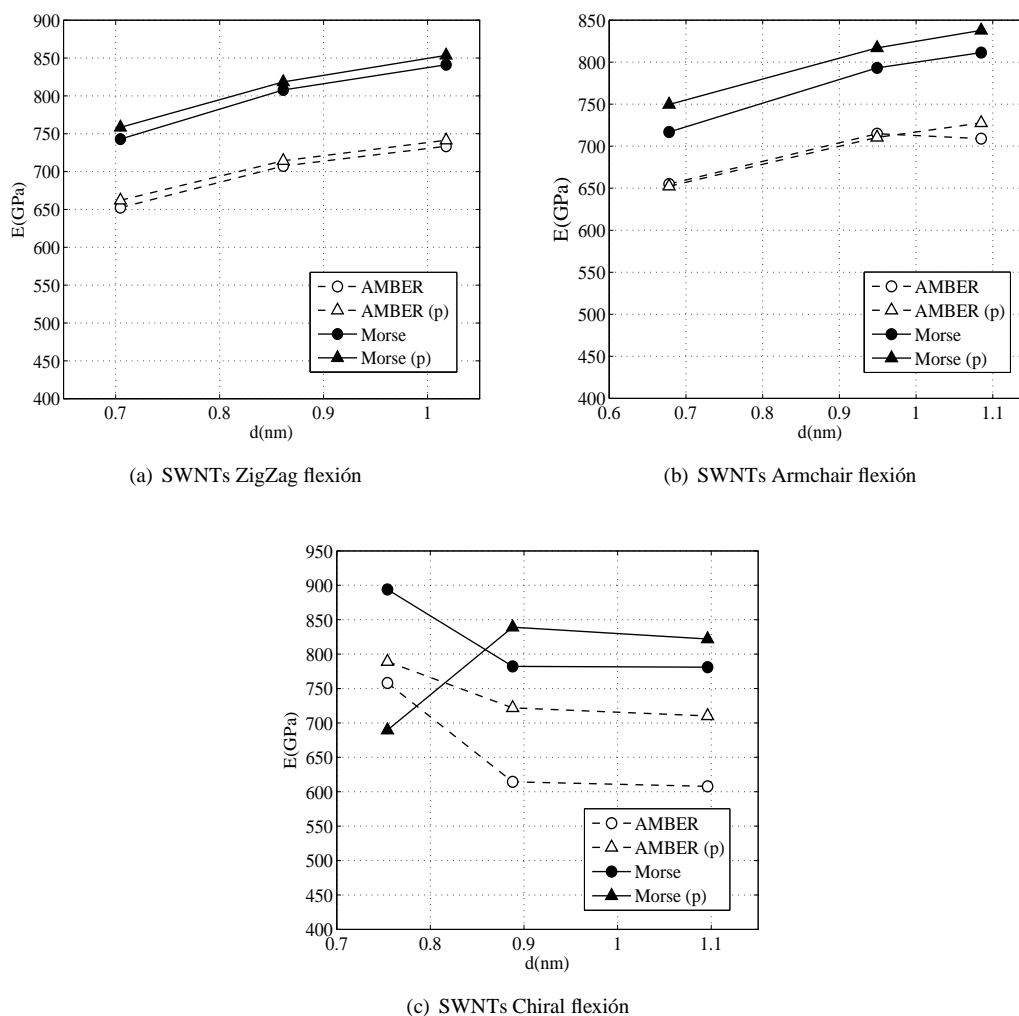 900
850
800
750
700
650
600
550
500
450
400
E(GPa)
0.7
0.8
0.9
1
d(nm)
AMBER
AMBER (p)
Morse
Morse (p)
(a) SWNTs ZigZag flexión
850
800
750
700
650
600
550
500
450
400
E(GPa)
0.6
0.7
0.8
0.9
1
1.1
d(nm)
AMBER
AMBER (p)
Morse
Morse (p)
(b) SWNTs Armchair flexión
950
900
850
800
750
700
650
600
550
500
450
400
E(GPa)
0.7
0.8
0.9
1
1.1
d(nm)
AMBER
AMBER (p)
Morse
Morse (p)
(c) SWNTs Chiral flexión